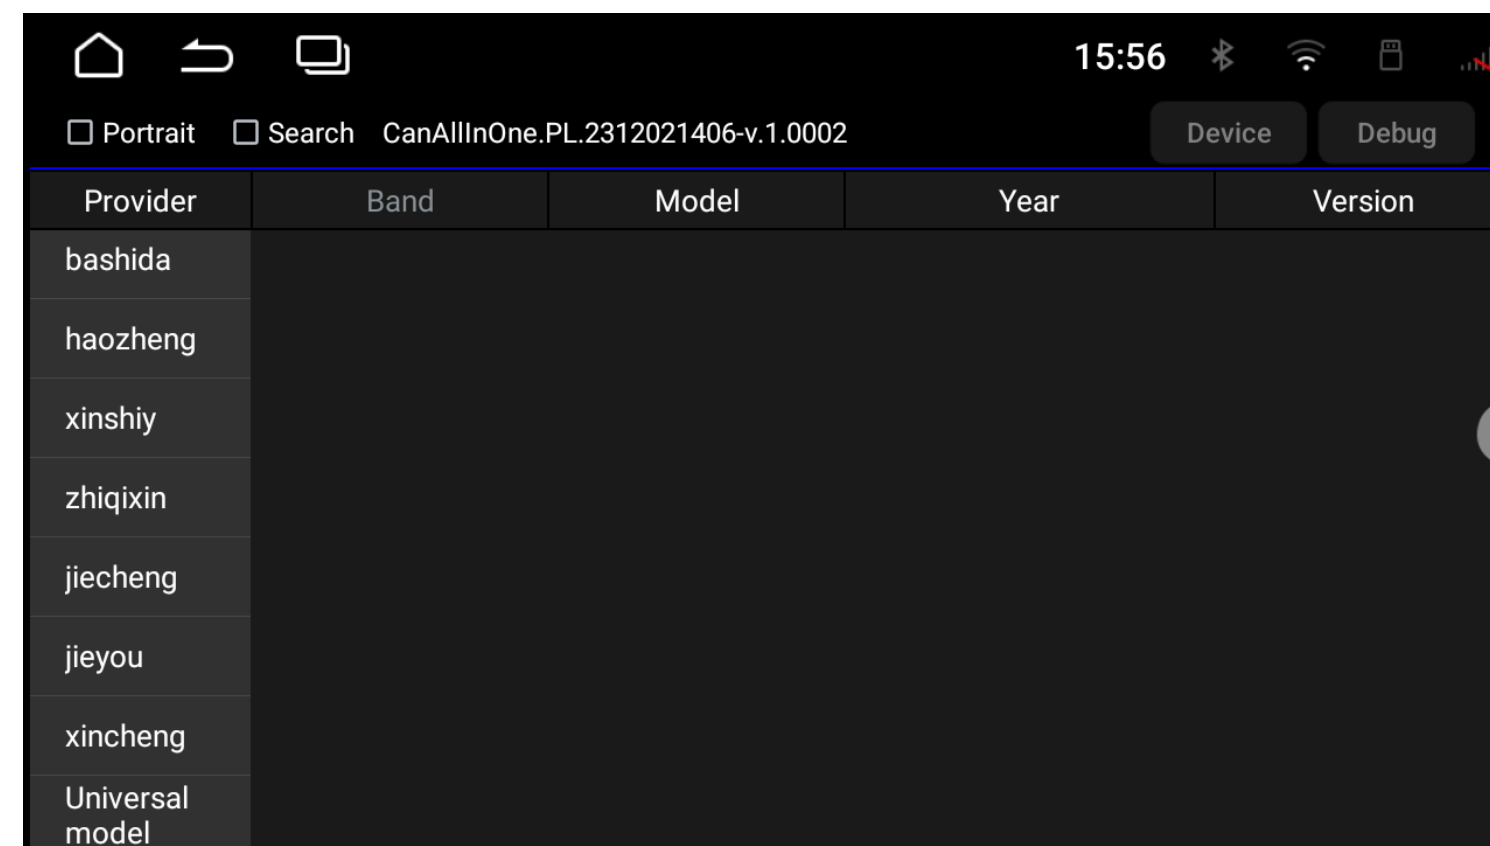 15:56
Portrait Search CanAllInOne.PL.2312021406-v.1.0002 Device Debug
Provider Band Model Year Version
bashida
haozheng
xinshiy
zhiqixin
jiecheng
jieyou
xincheng
Universal
model